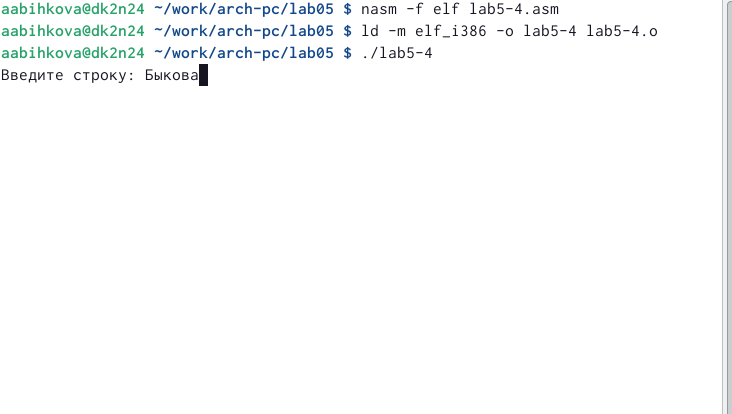 aabihkova@dk2n24 ~/work/arch-pc/lab05 $ nasm -f elf lab5-4.asm
aabihkova@dk2n24 ~/work/arch-pc/lab05 $ ld -m elf_i386 -o lab5-4 lab5-4.o
aabihkova@dk2n24 ~/work/arch-pc/lab05 $ ./lab5-4
Введите строку: Быкова